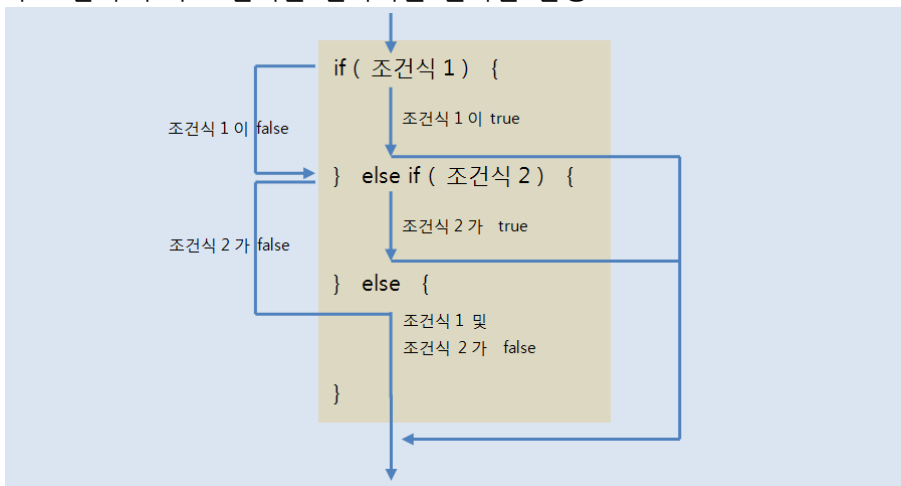 if ( 조건식 1 ) {
조건식 1 이 false
조건식 1 이 true
} else if ( 조건식 2 ) {
조건식 2 가 true
조건식 2 가 false
} else {
조건식 1 및
조건식 2 가 false
}